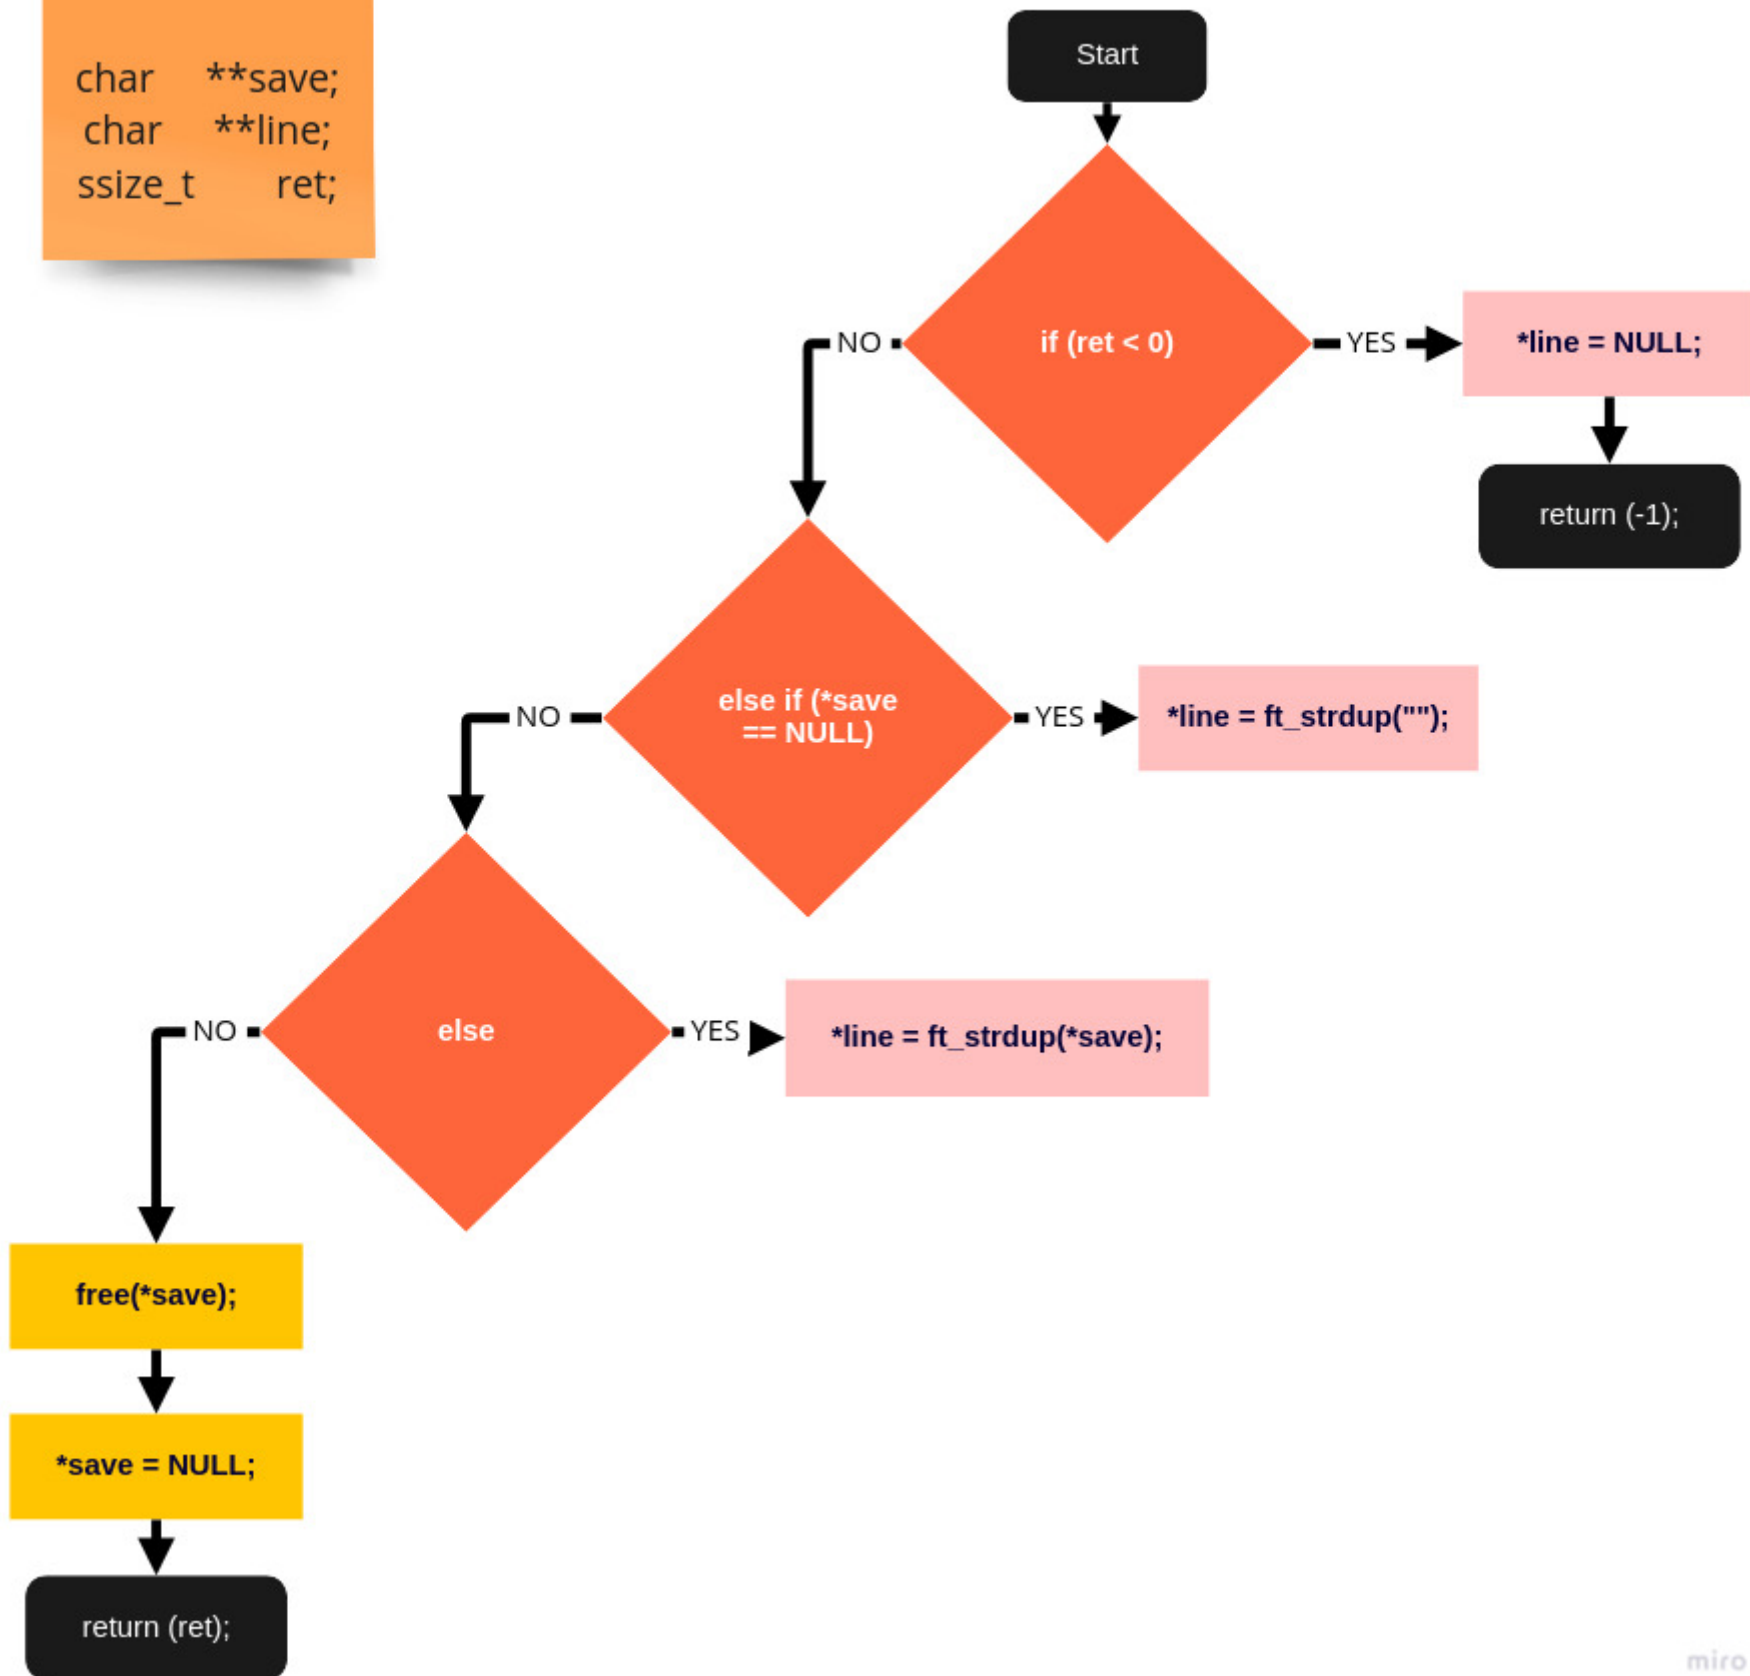 char **save;
char **line;
ssize_t ret;
Start
if (ret < 0)
NO
YES
*line = NULL;
return (-1);
else if (*save
== NULL)
NO
YES
*line = ft_strdup("");
else
NO
YES
*line = ft_strdup(*save);
free(*save);
*save = NULL;
return (ret);
miro